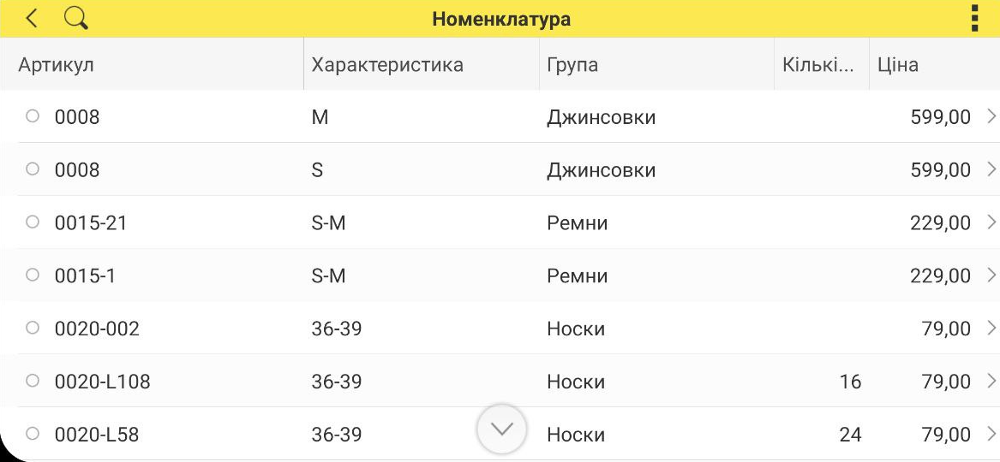 Номенклатура
Артикул Характеристика Група Кількі... Ціна
0008 M Джинсовки 599,00
0008 S Джинсовки 599,00
0015-21 S-M Ремни 229,00
0015-1 S-M Ремни 229,00
0020-002 36-39 Носки 79,00
0020-L108 36-39 Носки 16 79,00
0020-L58 36-39 Носки 24 79,00